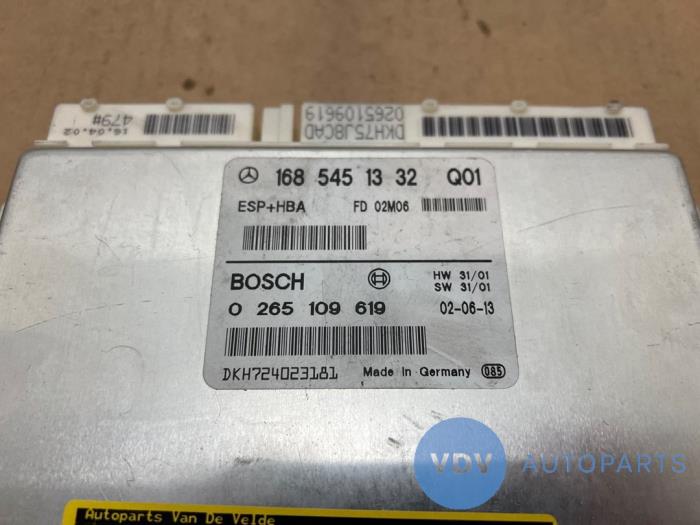 16.04.02
479#
DKH75J8CAD
0265109619
168 545 13 32 Q01
ESP+HBA FD 02M06
BOSCH
HW 31/01
SW 31/01
0 265 109 619 02-06-13
DKH724023181 Made in Germany 085
VDV AUTOPARTS
Autoparts Van De Velde